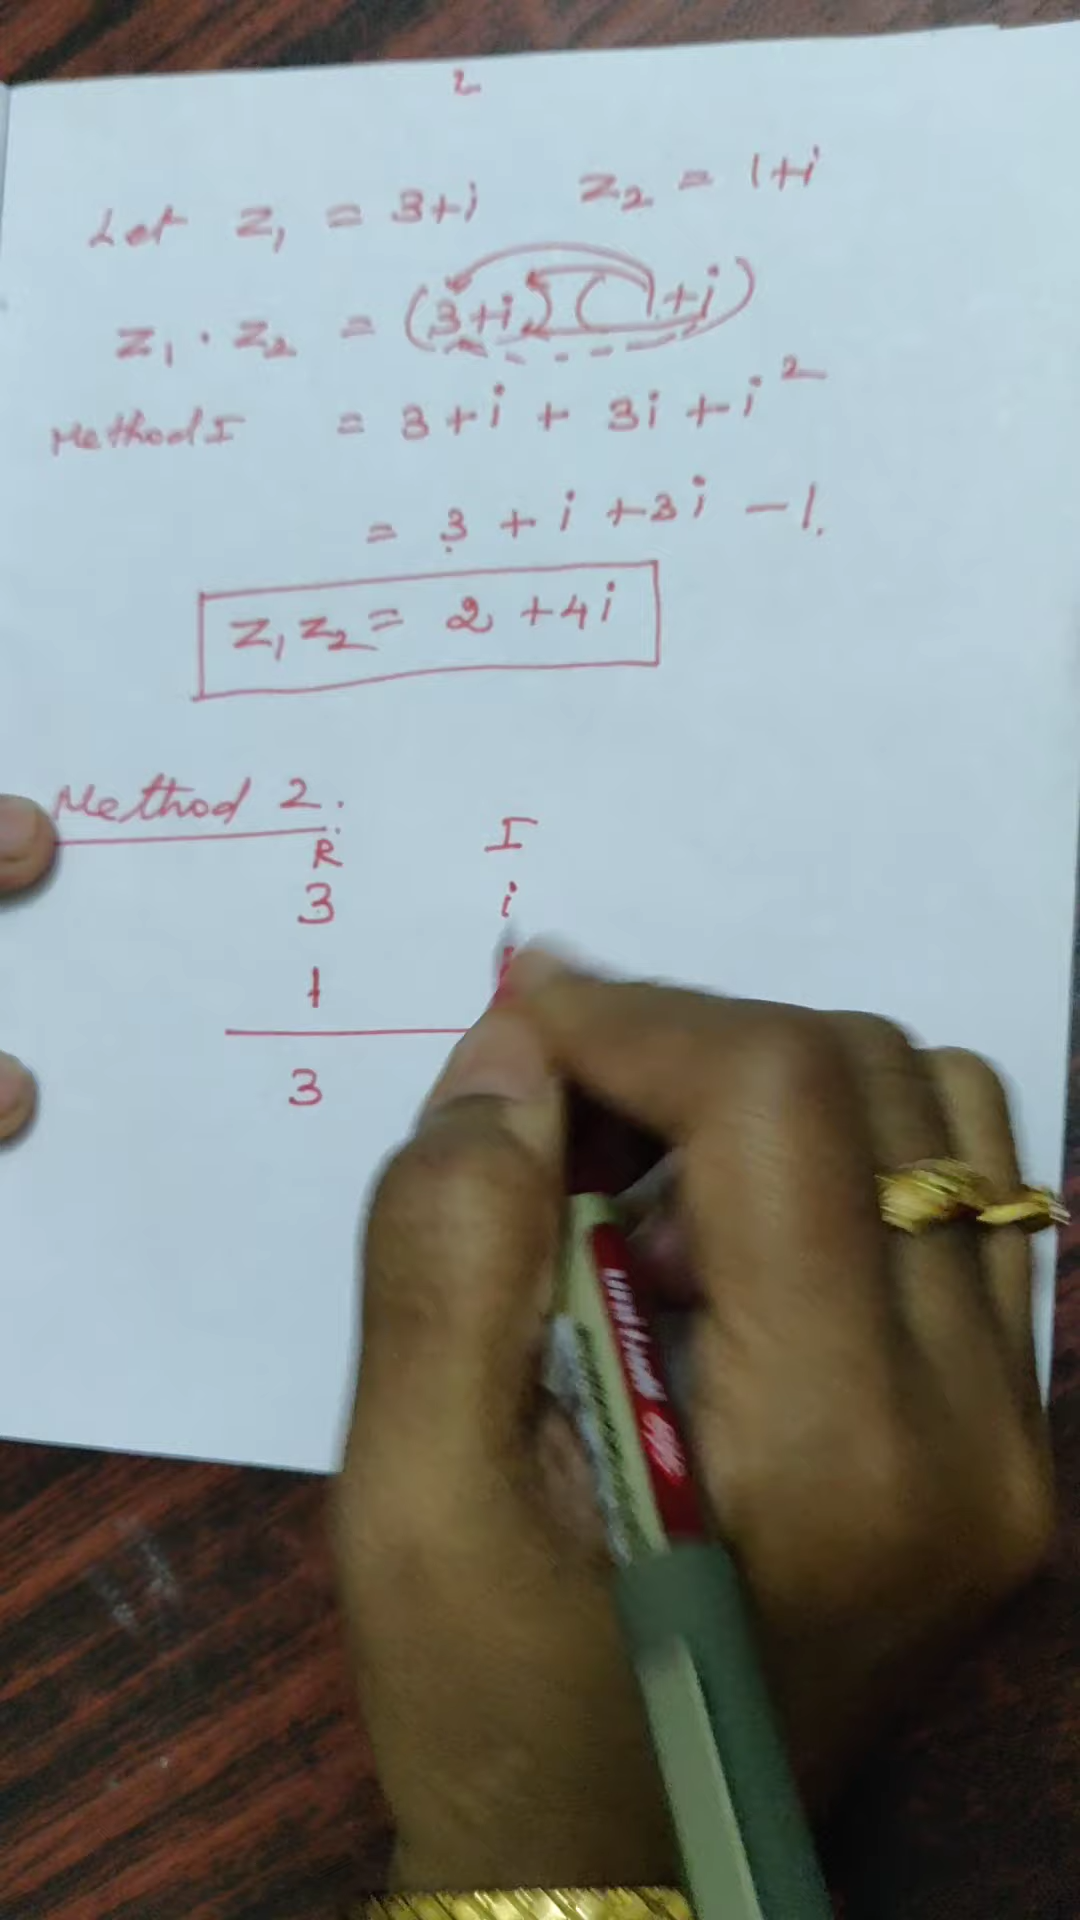 2
Let z₁ = 3+i z₂ = 1+i
z₁ · z₂ = (3+i) (1+i)
Method I = 3+i + 3i +i²
= 3 + i +3i -1.
z₁z₂ = 2 +4i
Method 2.
R I
3 i
1 i
3